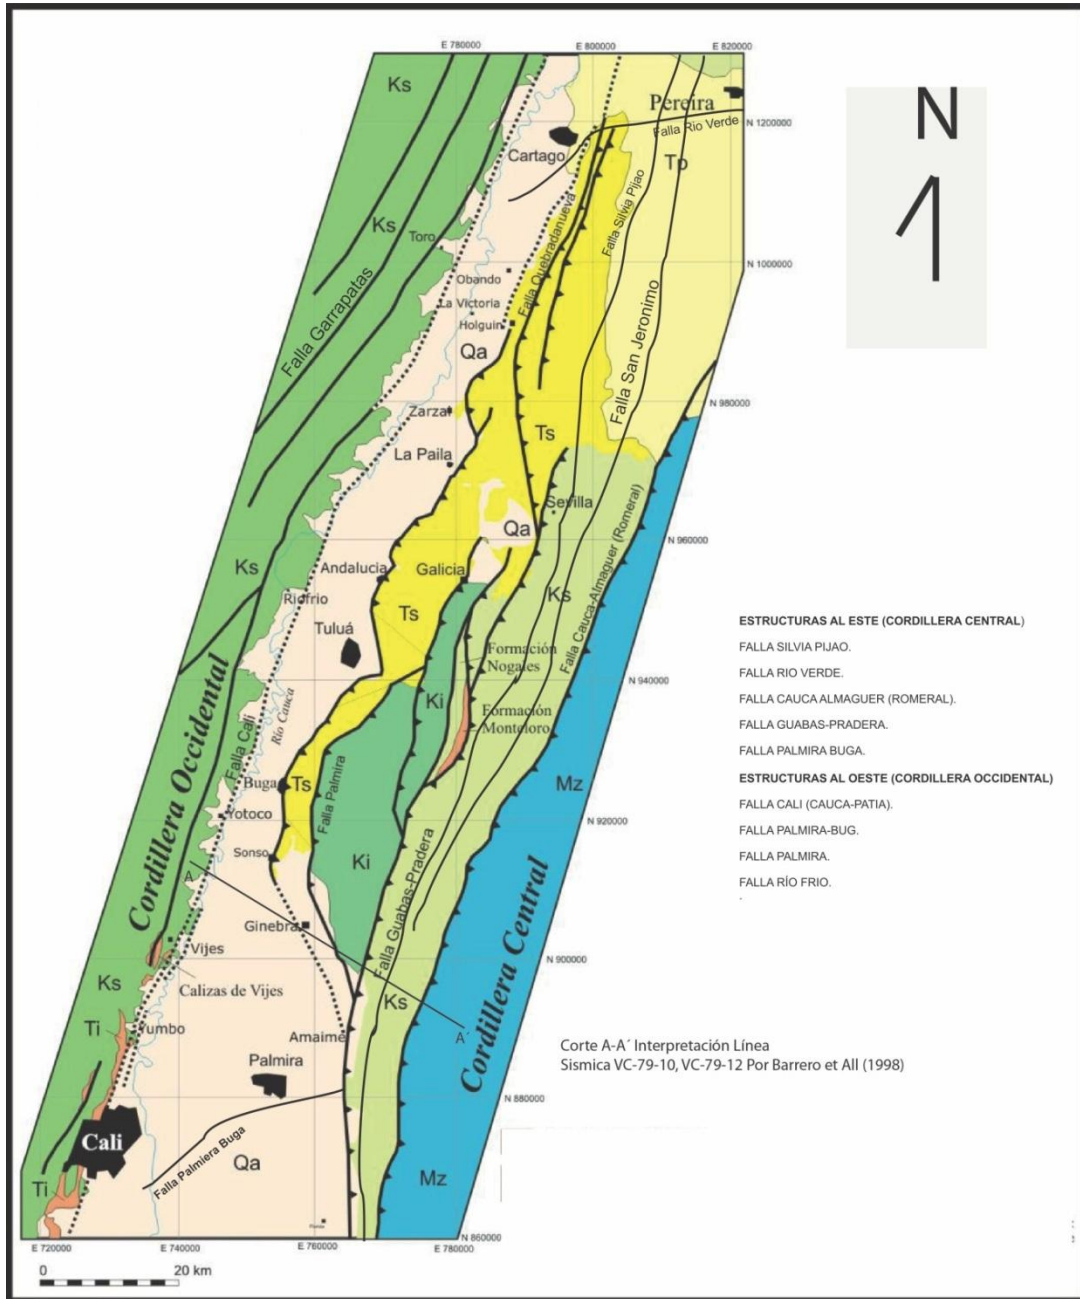 E 780000
E 800000
E 820000
N
Ks
Pereira
N 1200000
Falla Rio Verde
Cartago
Tp
Falla Silvia Pijao
Ks
Toro
Falla Quebradanueva
N 1000000
Obando
La Victoria
Holguin
Falla Garrapatas
Qa
Falla San Jeronimo
Zarzal
N 980000
Ts
La Paila
Sevilla
Qa
N 960000
Ks
Andalucia
Galicia
Falla Cauca-Almaguer (Romeral)
Ks
Riofrio
Ts
Tuluá
Formación
Nogales
N 940000
Ki
Formación
Monteloro
Río Cauca
Falla Cali
Cordillera Occidental
Buga
Ts
Falla Palmira
Mz
Yotoco
N 920000
Sonso
Ki
A
Falla Guabas-Pradera
Cordillera Central
Ginebra
Vijes
N 900000
Ks
Calizas de Vijes
Ks
Ti
Yumbo
Amaime
A´
Palmira
N 880000
Cali
Falla Palmiera Buga
Qa
Ti
Mz
N 860000
E 720000
E 740000
E 760000
E 780000
0
20 km
ESTRUCTURAS AL ESTE (CORDILLERA CENTRAL)
FALLA SILVIA PIJAO.
FALLA RIO VERDE.
FALLA CAUCA ALMAGUER (ROMERAL).
FALLA GUABAS-PRADERA.
FALLA PALMIRA BUGA.
ESTRUCTURAS AL OESTE (CORDILLERA OCCIDENTAL)
FALLA CALI (CAUCA-PATIA).
FALLA PALMIRA-BUG.
FALLA PALMIRA.
FALLA RÍO FRIO.
.
Corte A-A´ Interpretación Línea
Sismica VC-79-10, VC-79-12 Por Barrero et All (1998)